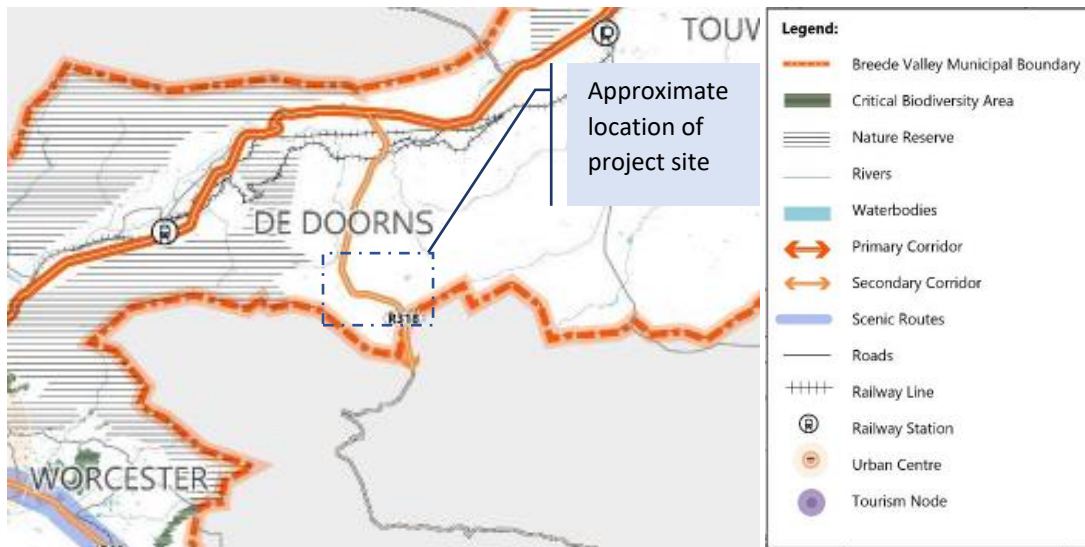 TOUW
Approximate
location of
project site
DE DOORNS
R318
WORCESTER
Legend:
Breede Valley Municipal Boundary
Critical Biodiversity Area
Nature Reserve
Rivers
Waterbodies
Primary Corridor
Secondary Corridor
Scenic Routes
Roads
Railway Line
Railway Station
Urban Centre
Tourism Node